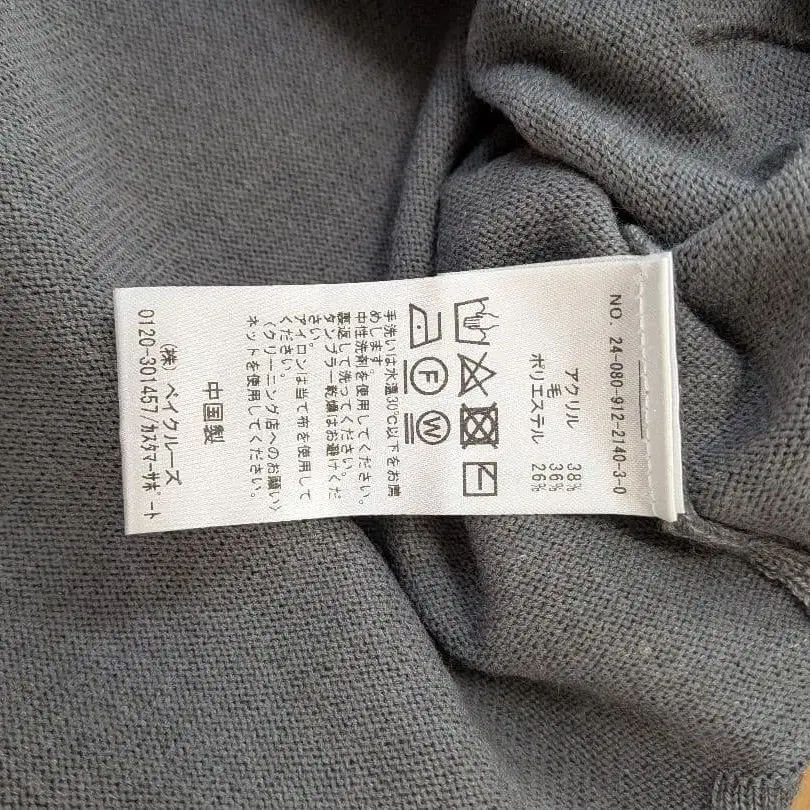 NO. 24-080-912-2140-3-0
アクリル 38%
毛 36%
ポリエステル 26%
F
W
手洗いは水温30℃以下をお薦
めします。
中性洗剤を使用してください。
裏返して洗ってください。
タンブラー乾燥はお避けくだ
さい。
アイロンは当て布を使用して
ください。
(クリーニング店へのお願い)
ネットを使用してください。
中国製
(株) ベイクルーズ
0120-301457/カスタマーサポート